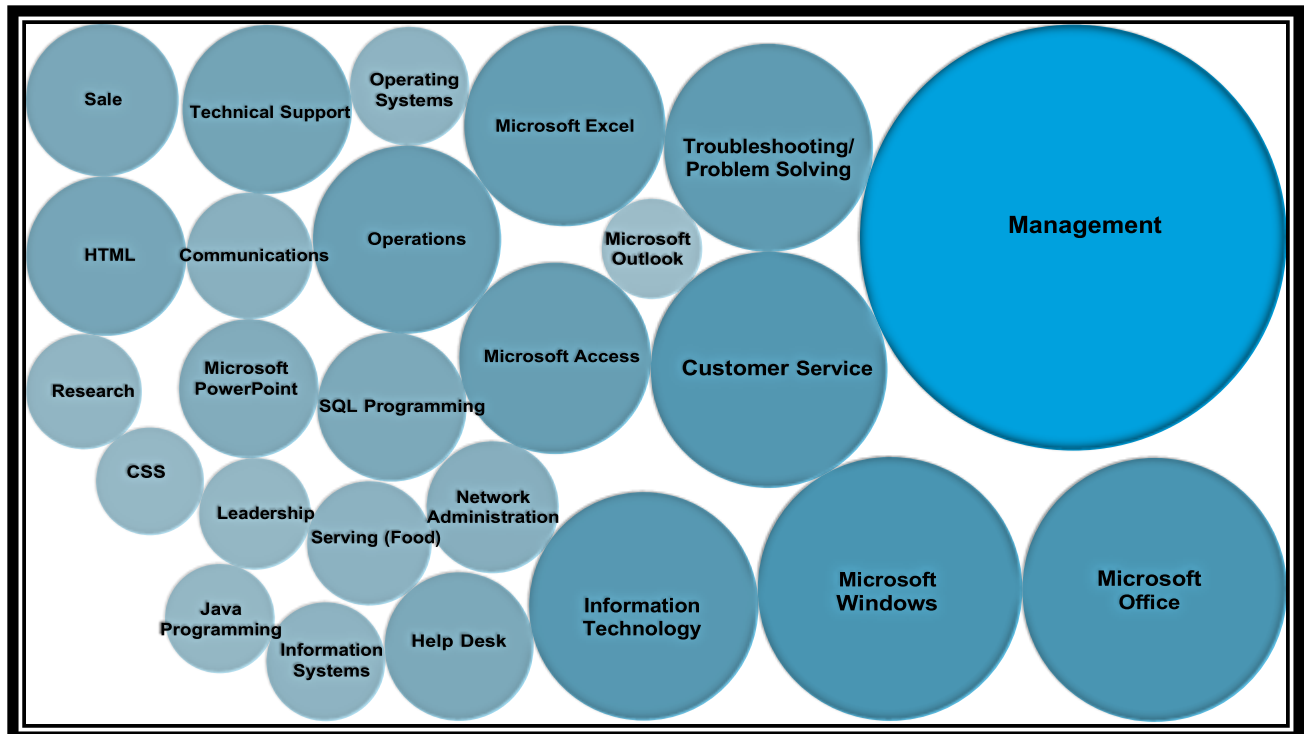 Sale
Technical Support
Operating
Systems
Microsoft Excel
Troubleshooting/
Problem Solving
Management
HTML
Communications
Operations
Microsoft
Outlook
Research
Microsoft
PowerPoint
SQL Programming
Microsoft Access
Customer Service
CSS
Leadership
Serving (Food)
Network
Administration
Java
Programming
Information
Systems
Help Desk
Information
Technology
Microsoft
Windows
Microsoft
Office